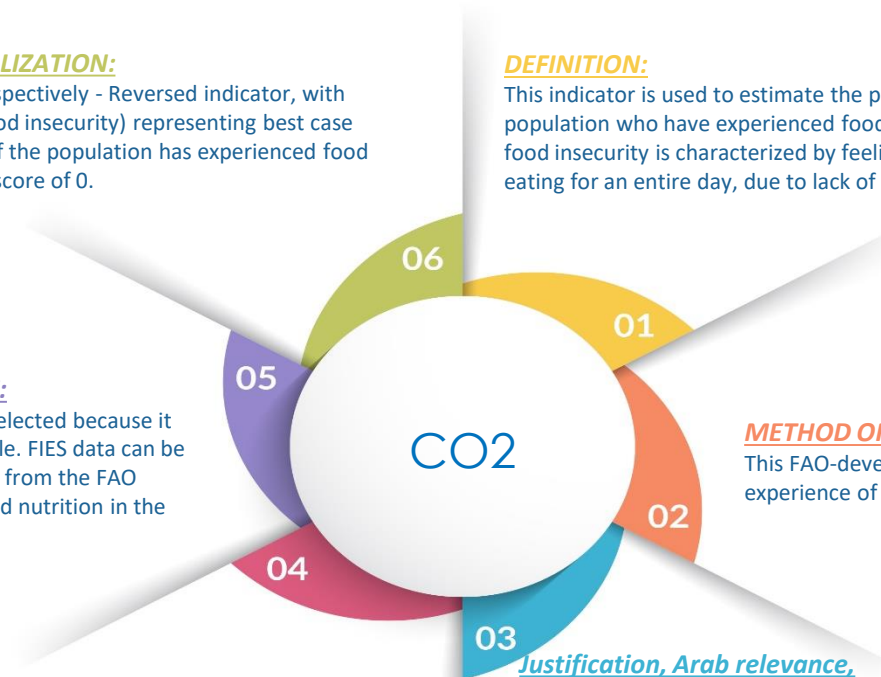 LIZATION:
spectively - Reversed indicator, with
od insecurity) representing best case
f the population has experienced food
score of 0.
DEFINITION:
This indicator is used to estimate the p
population who have experienced food
food insecurity is characterized by feeli
eating for an entire day, due to lack of
06
01
05
:
elected because it
le. FIES data can be
from the FAO
d nutrition in the
CO2
METHOD O
This FAO-deve
experience of
02
04
03
Justification, Arab relevance,